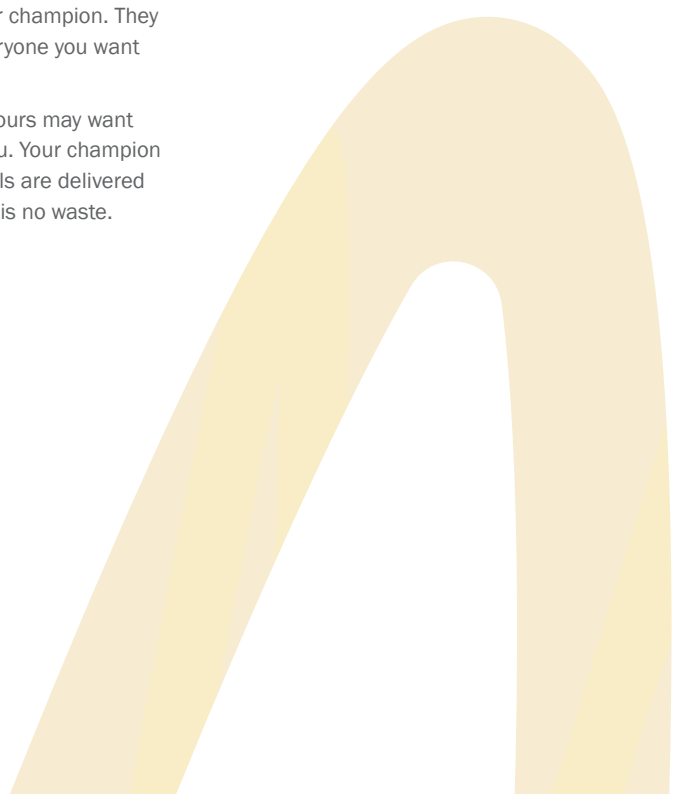 r champion. They
ryone you want
ours may want
u. Your champion
ls are delivered
is no waste.